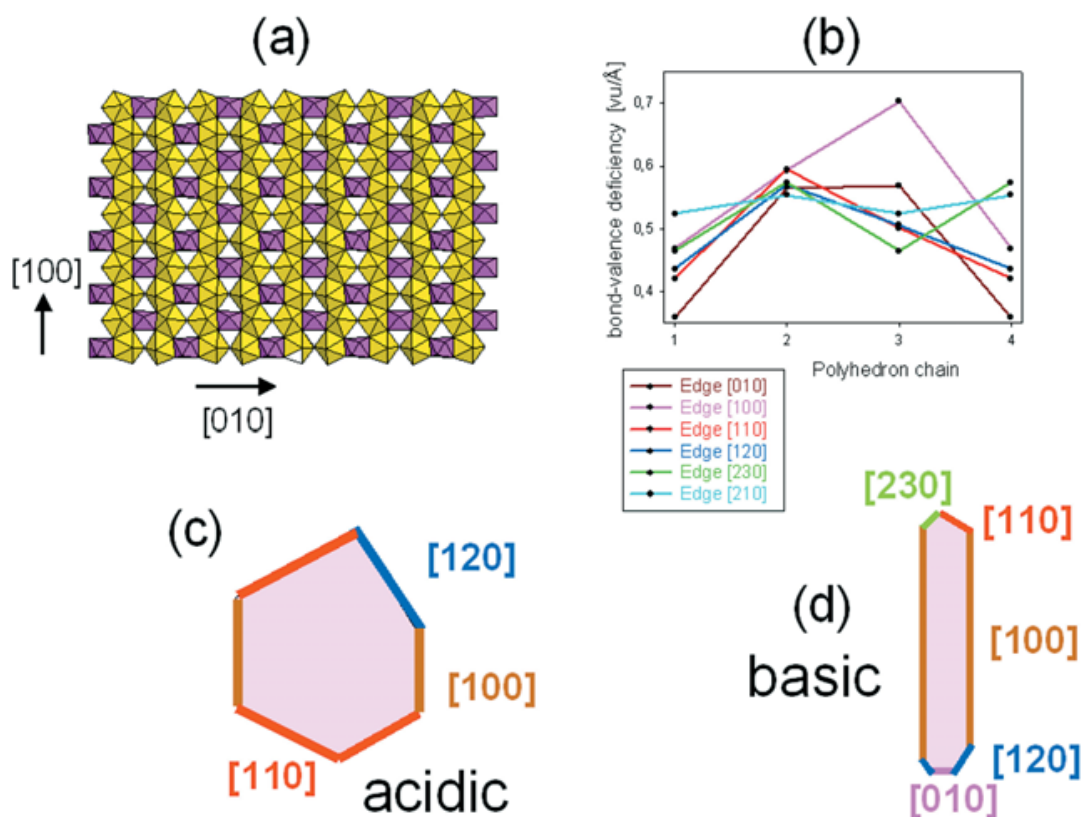 (a)
[100]
[010]
(b)
bond-valence deficiency [vu/Å]
0,7
0,6
0,5
0,4
1 2 3 4
Polyhedron chain
Edge [010]
Edge [100]
Edge [110]
Edge [120]
Edge [230]
Edge [210]
(c)
[120]
[100]
[110]
acidic
(d)
basic
[230]
[110]
[100]
[120]
[010]